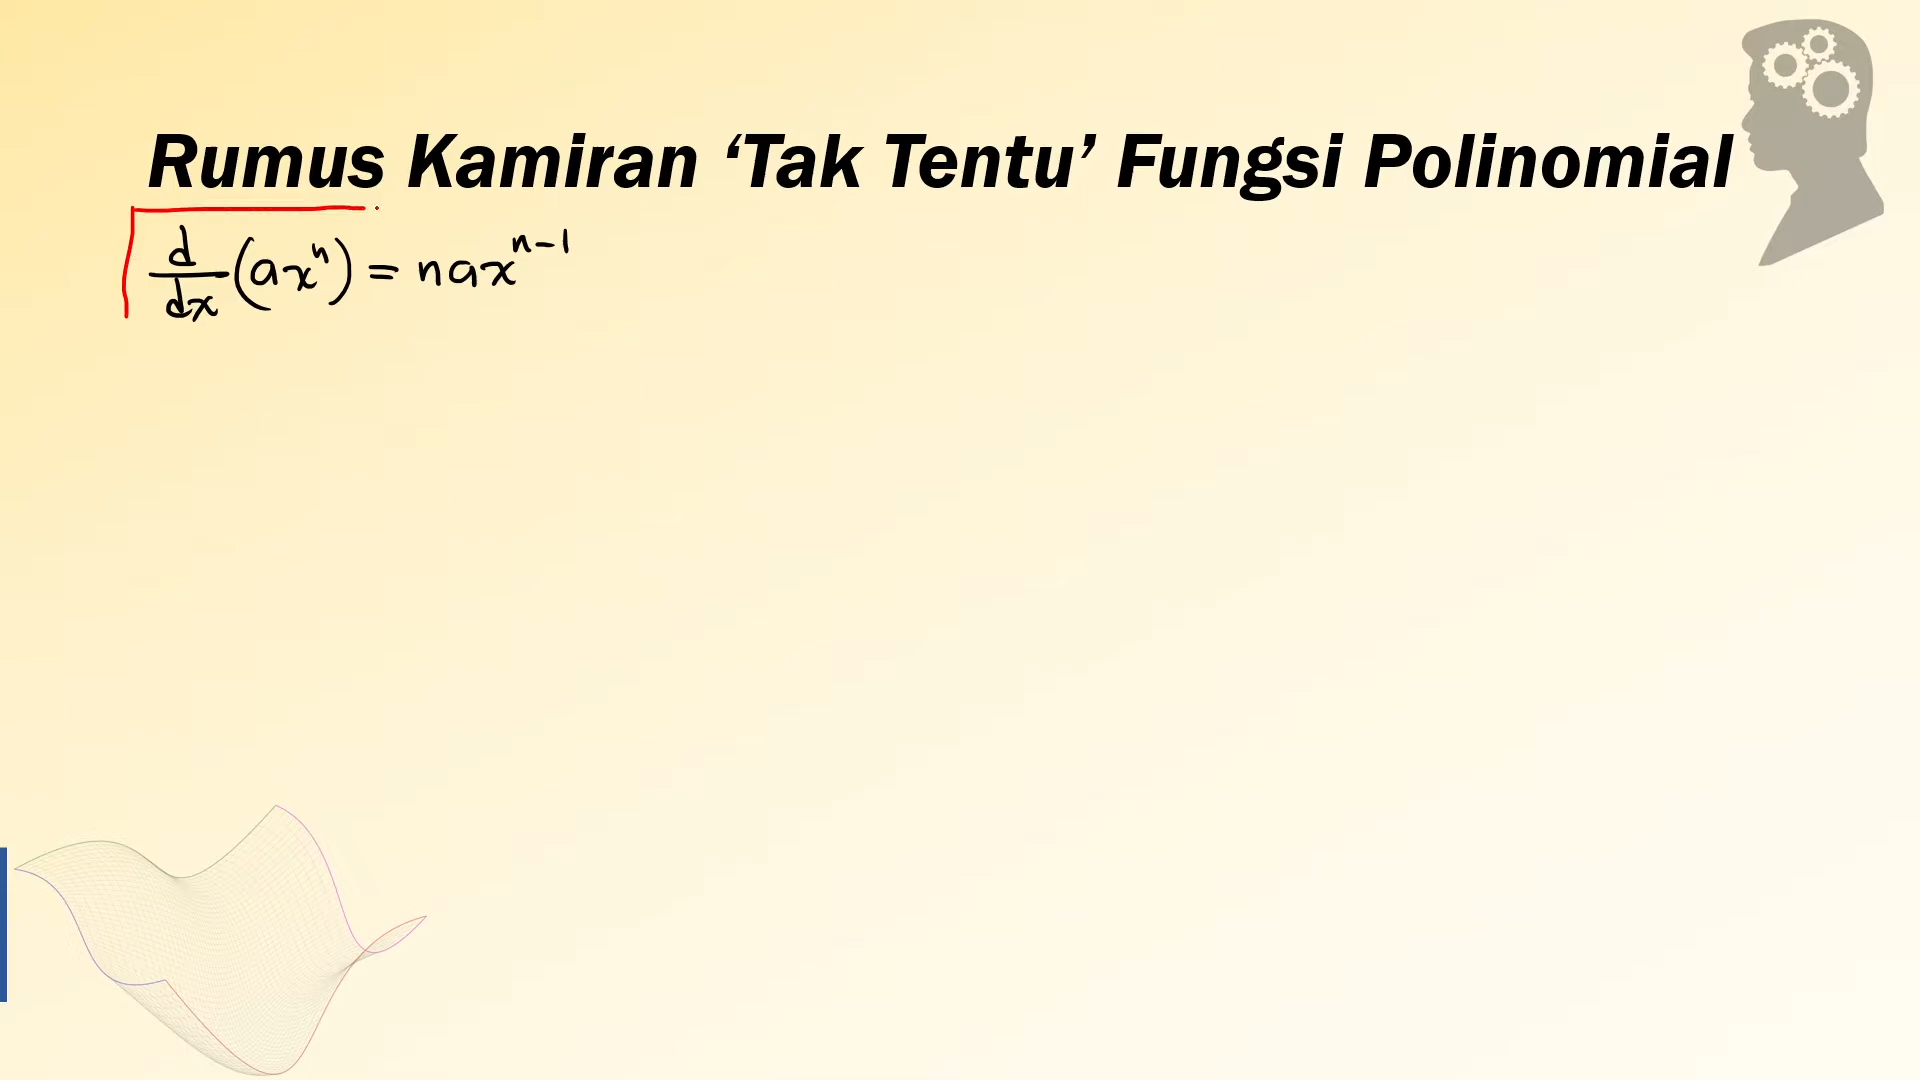 Rumus Kamiran ‘Tak Tentu’ Fungsi Polinomial
d/dx (ax^n) = nax^(n-1)